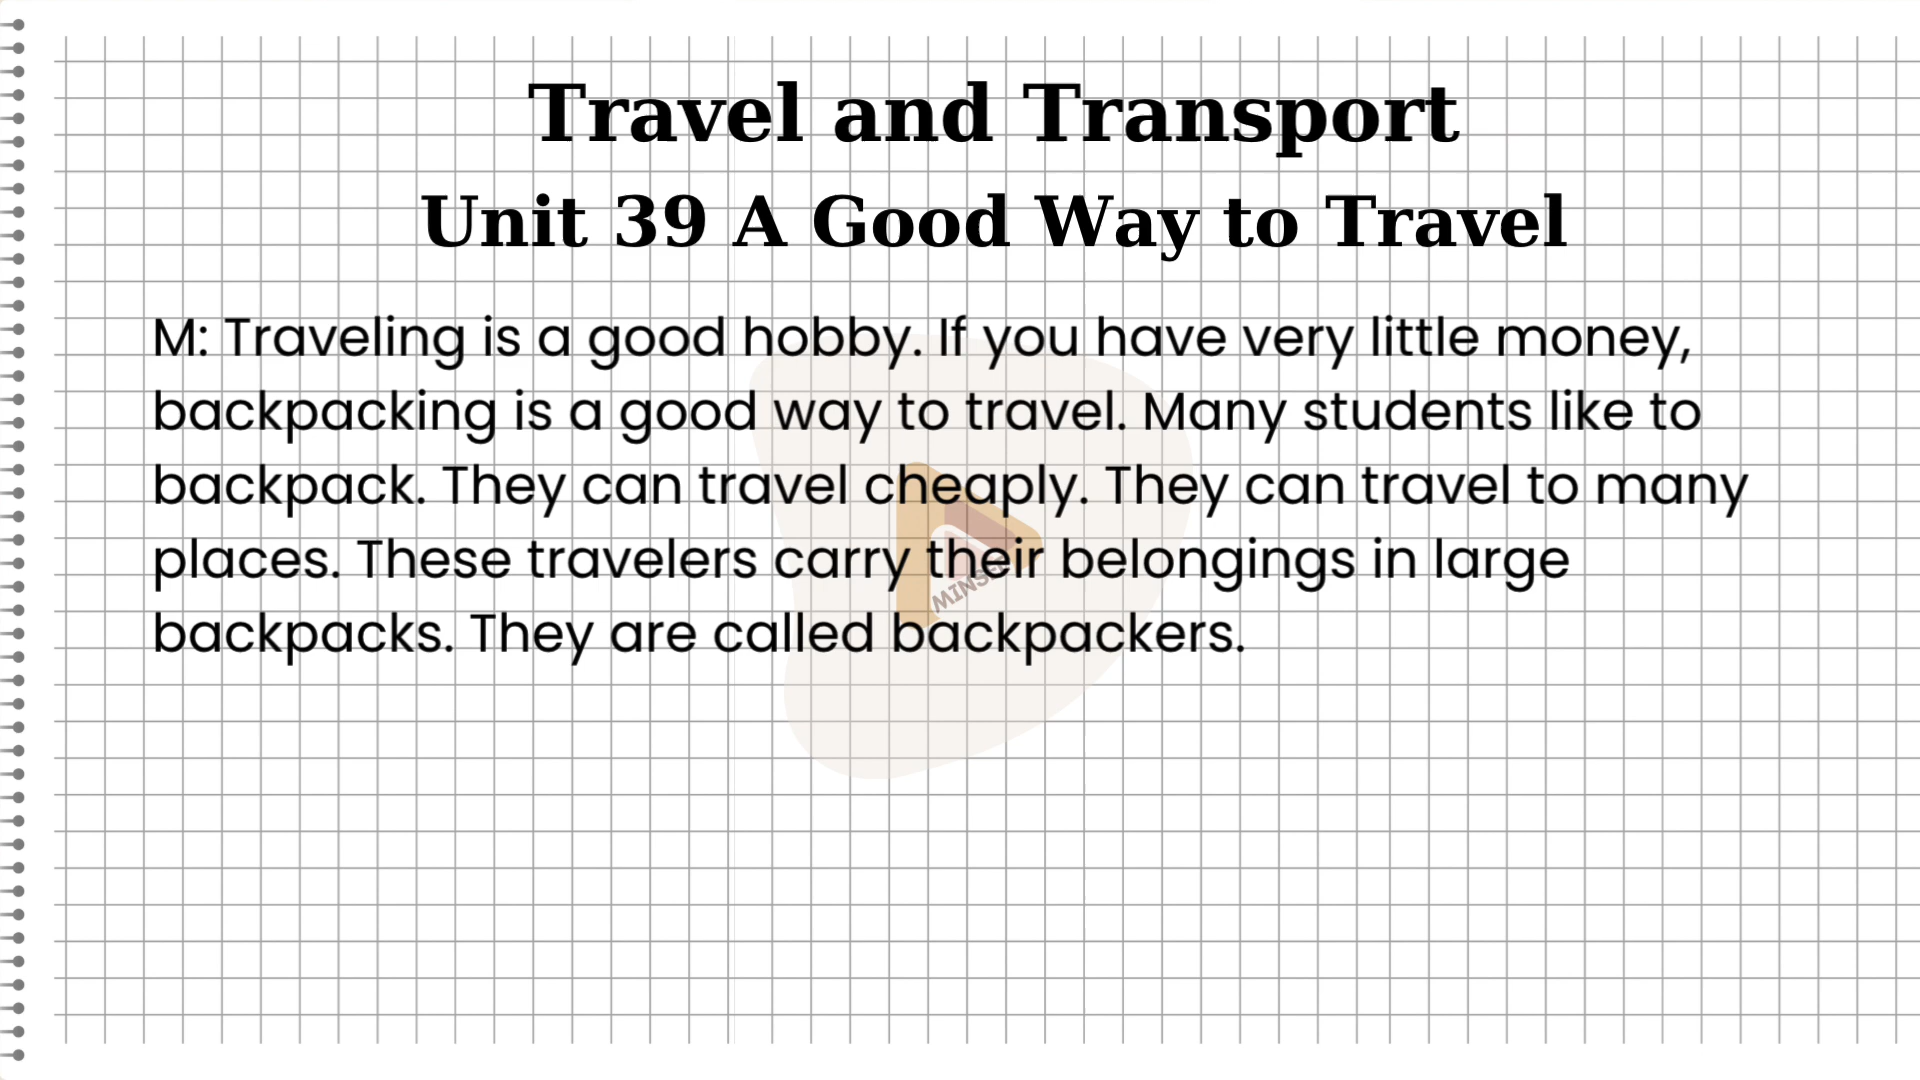 Travel and Transport
Unit 39 A Good Way to Travel
M: Traveling is a good hobby. If you have very little money,
backpacking is a good way to travel. Many students like to
backpack. They can travel cheaply. They can travel to many
places. These travelers carry their belongings in large
backpacks. They are called backpackers.